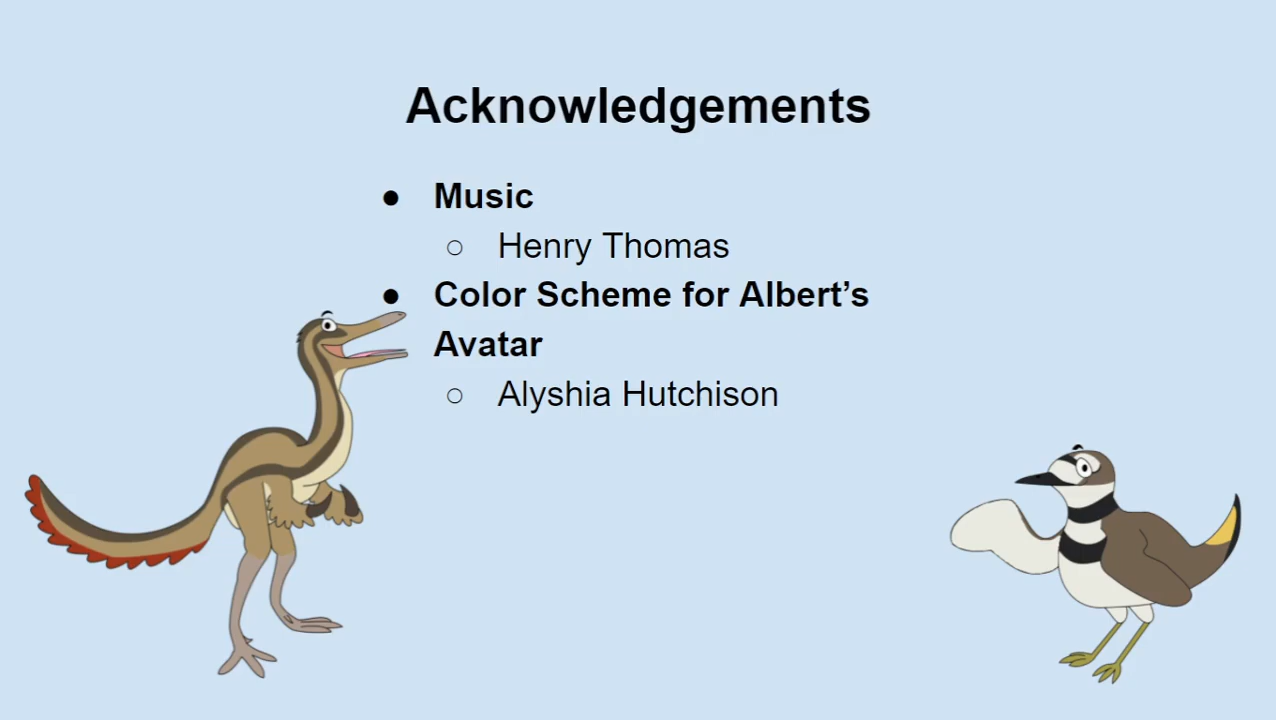 Acknowledgements
● Music
○ Henry Thomas
● Color Scheme for Albert’s
Avatar
○ Alyshia Hutchison